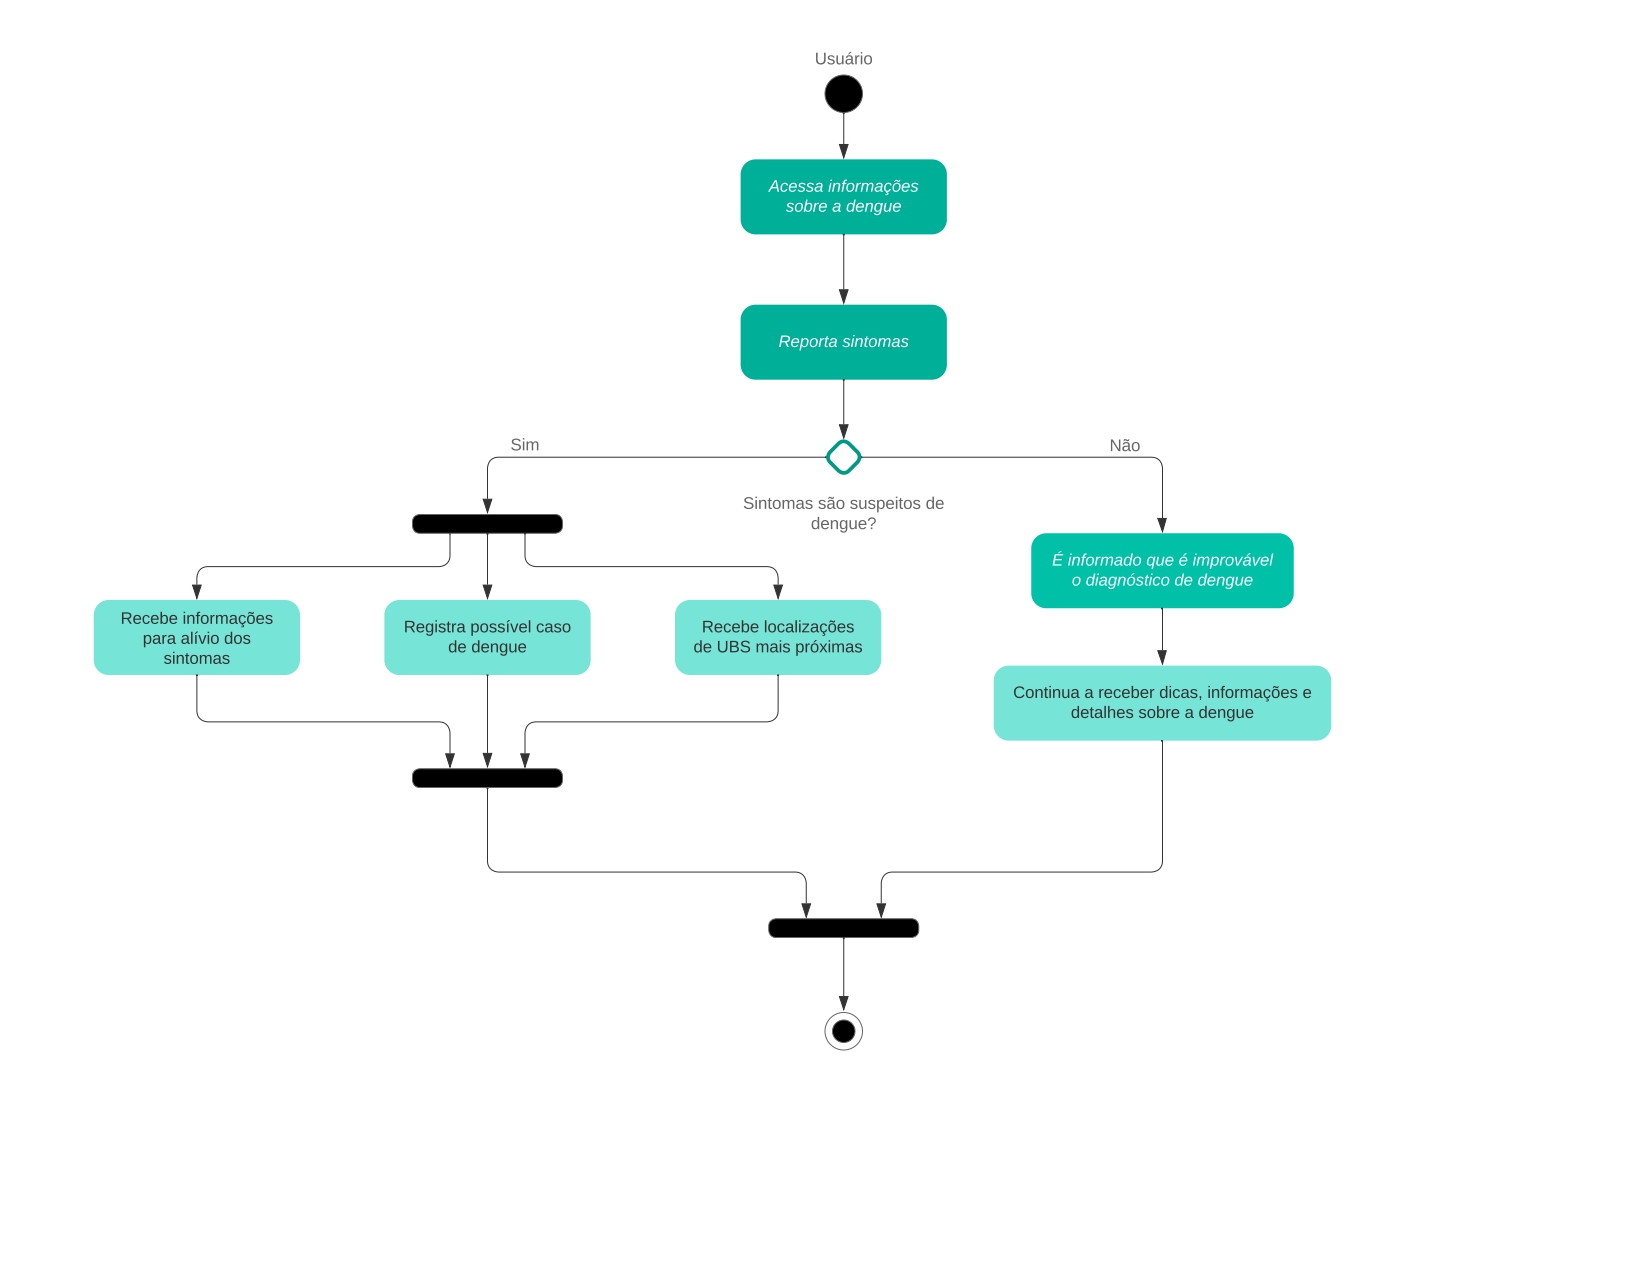 Usuário
Acessa informações
sobre a dengue
Reporta sintomas
Sim
Não
Sintomas são suspeitos de
dengue?
É informado que é improvável
o diagnóstico de dengue
Recebe informações
para alívio dos
sintomas
Registra possível caso
de dengue
Recebe localizações
de UBS mais próximas
Continua a receber dicas, informações e
detalhes sobre a dengue